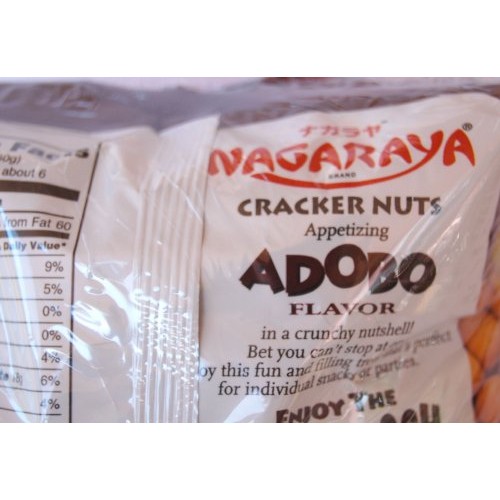 Facts
about 6
from Fat 60
Daily Value*
9%
5%
0%
0%
4%
6%
4%
ナガラヤ
NAGARAYA®
BRAND
CRACKER NUTS
Appetizing
ADOBO
FLAVOR
in a crunchy nutshell!
Bet you can't stop at
perfect
by this fun and filling
for individual snacks or parties.
ENJOY THE